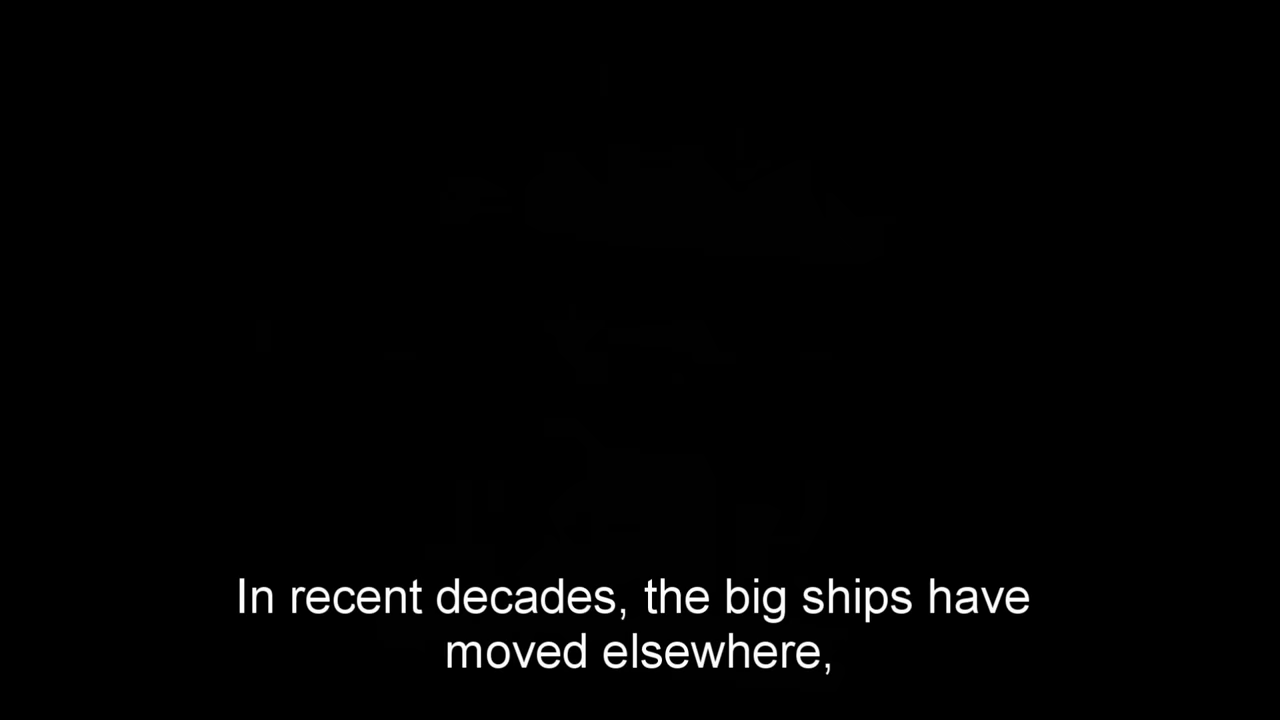 In recent decades, the big ships have
moved elsewhere,